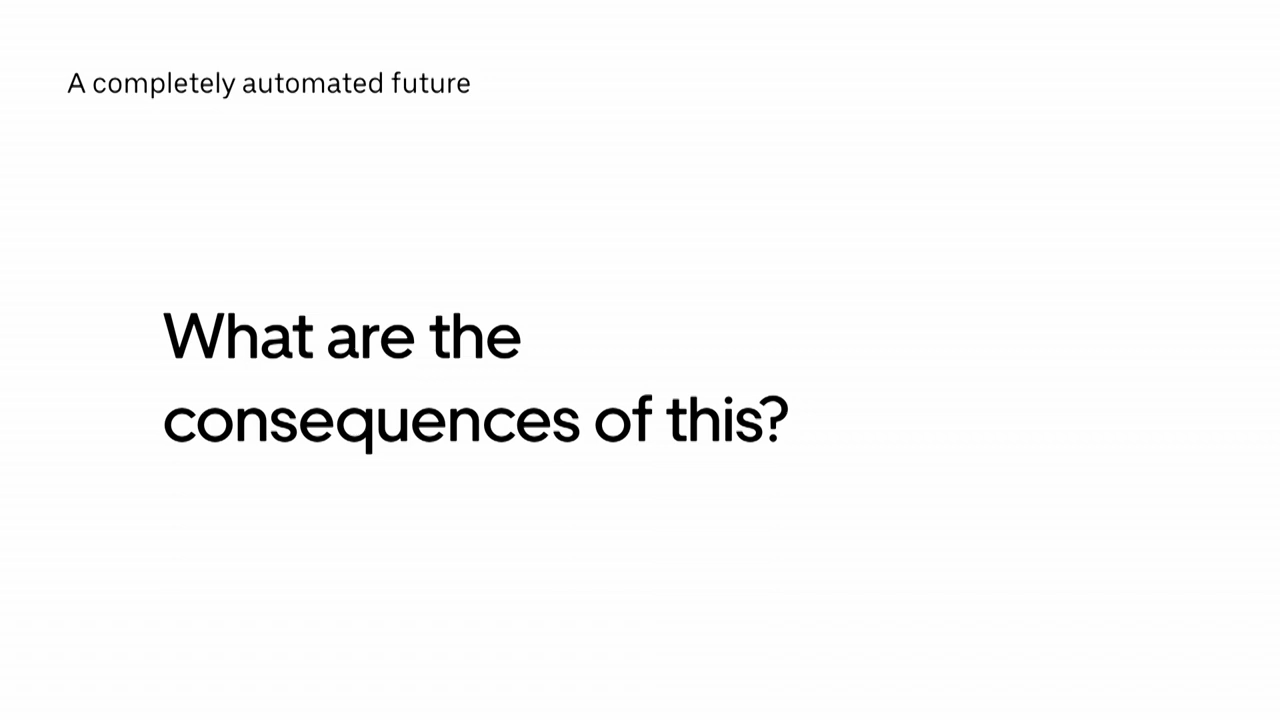 A completely automated future
What are the
consequences of this?